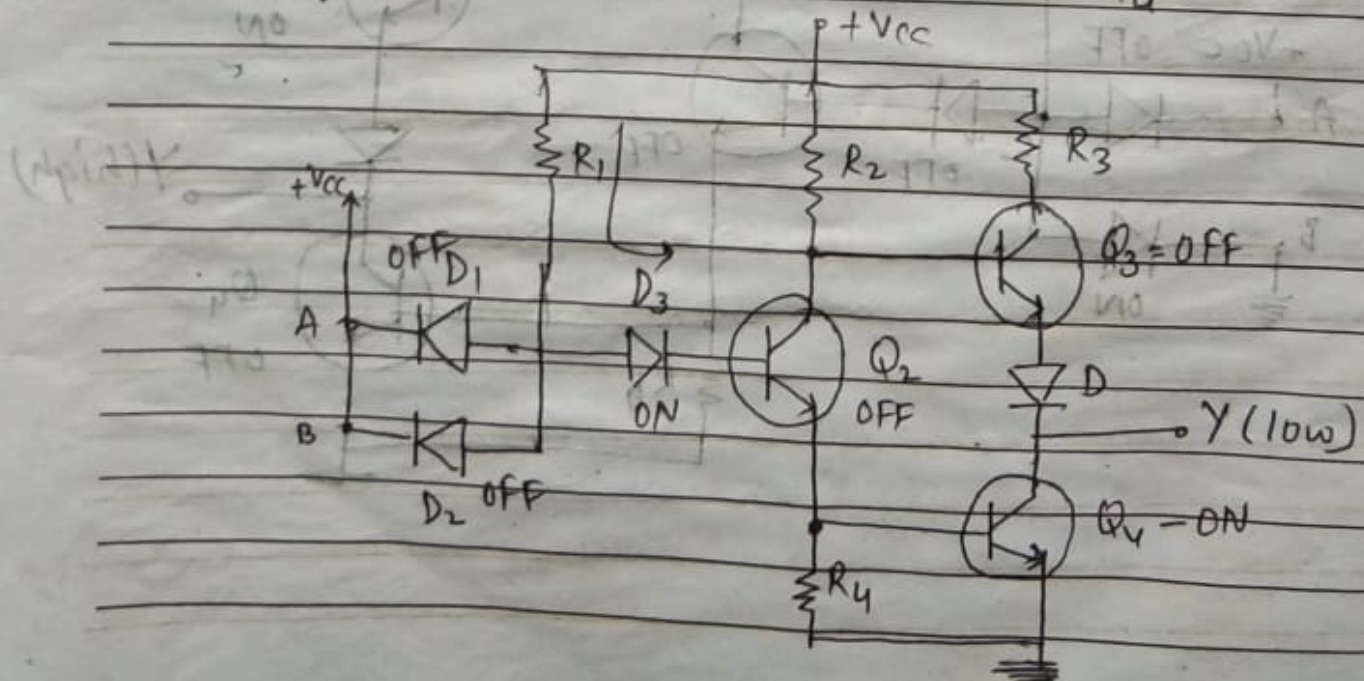 +Vcc
R1
R2
R3
+Vcc
OFF
D1
Q3 = OFF
D3
A
Q2
D
ON
OFF
Y (low)
B
D2 OFF
Q4 - ON
R4